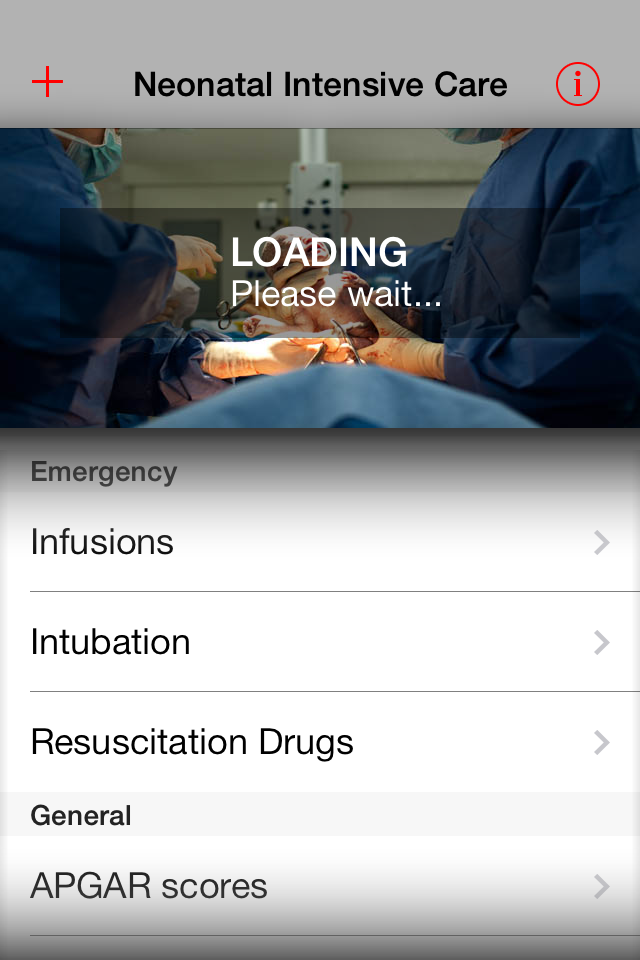 Neonatal Intensive Care
LOADING
Please wait...
Emergency
Infusions
Intubation
Resuscitation Drugs
General
APGAR scores